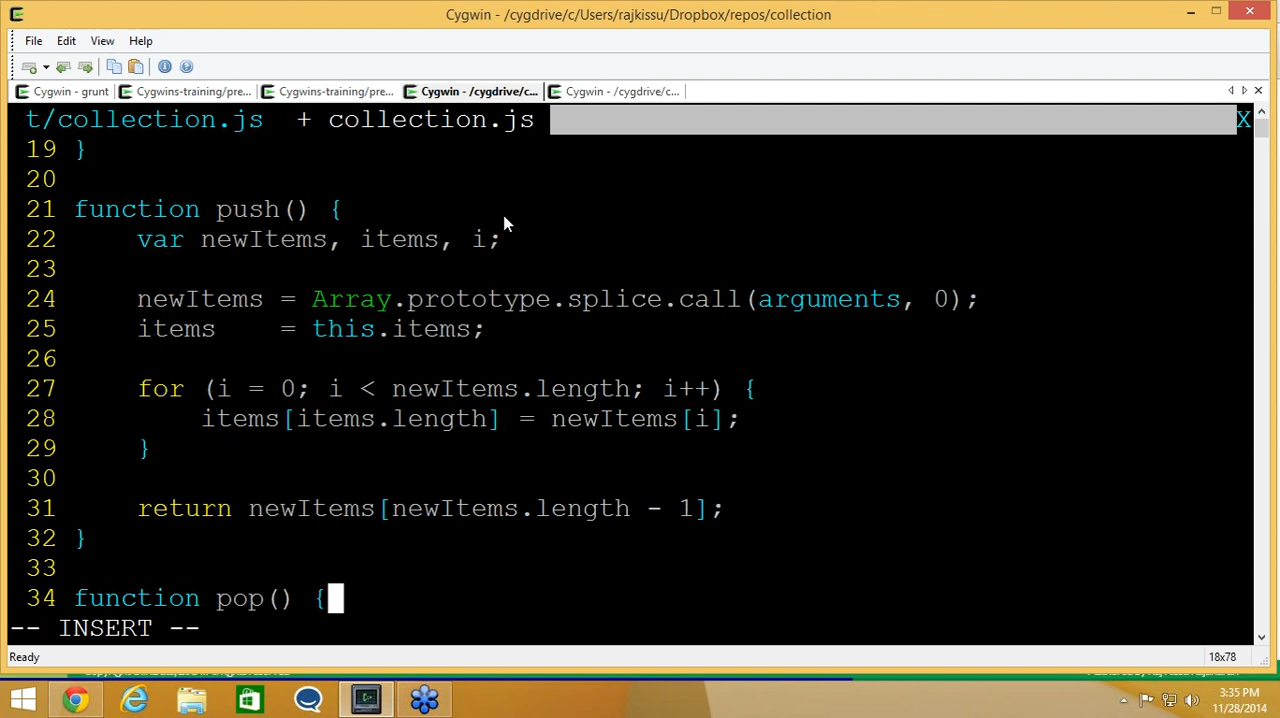 Cygwin - /cygdrive/c/Users/rajkissu/Dropbox/repos/collection
File Edit View Help
Cygwin - grunt Cygwins-training/pre... Cygwins-training/pre... Cygwin - /cygdrive/c... Cygwin - /cygdrive/c...
t/collection.js + collection.js X
19 }
20
21 function push() {
22 var newItems, items, i;
23
24 newItems = Array.prototype.splice.call(arguments, 0);
25 items = this.items;
26
27 for (i = 0; i < newItems.length; i++) {
28 items[items.length] = newItems[i];
29 }
30
31 return newItems[newItems.length - 1];
32 }
33
34 function pop() {
-- INSERT --
Ready 18x78
3:35 PM
11/28/2014